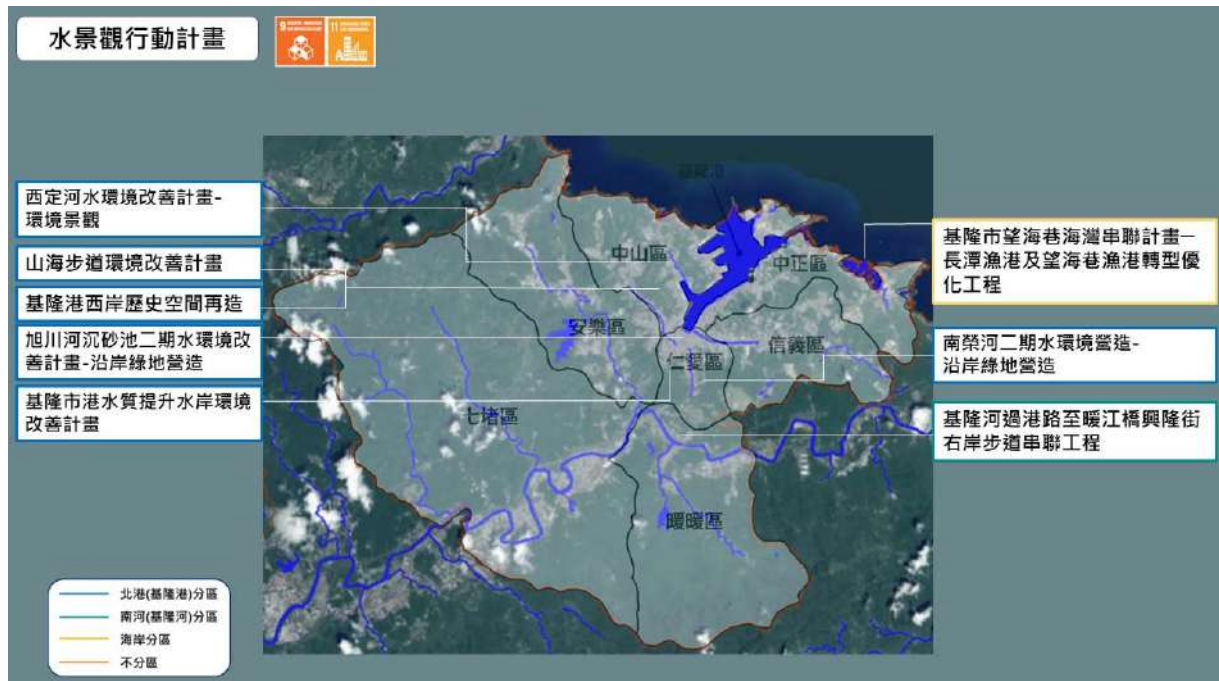 水景觀行動計畫
9
11
西定河水環境改善計畫-
環境景觀
山海步道環境改善計畫
基隆港西岸歷史空間再造
旭川河沉砂池二期水環境改
善計畫-沿岸綠地營造
基隆市港水質提升水岸環境
改善計畫
基隆港
中山區
中正區
安樂區
信義區
仁愛區
七堵區
暖暖區
基隆市望海巷海灣串聯計畫—
長潭漁港及望海巷漁港轉型優
化工程
南榮河二期水環境營造-
沿岸綠地營造
基隆河過港路至暖江橋興隆街
右岸步道串聯工程
北港(基隆港)分區
南河(基隆河)分區
海岸分區
不分區